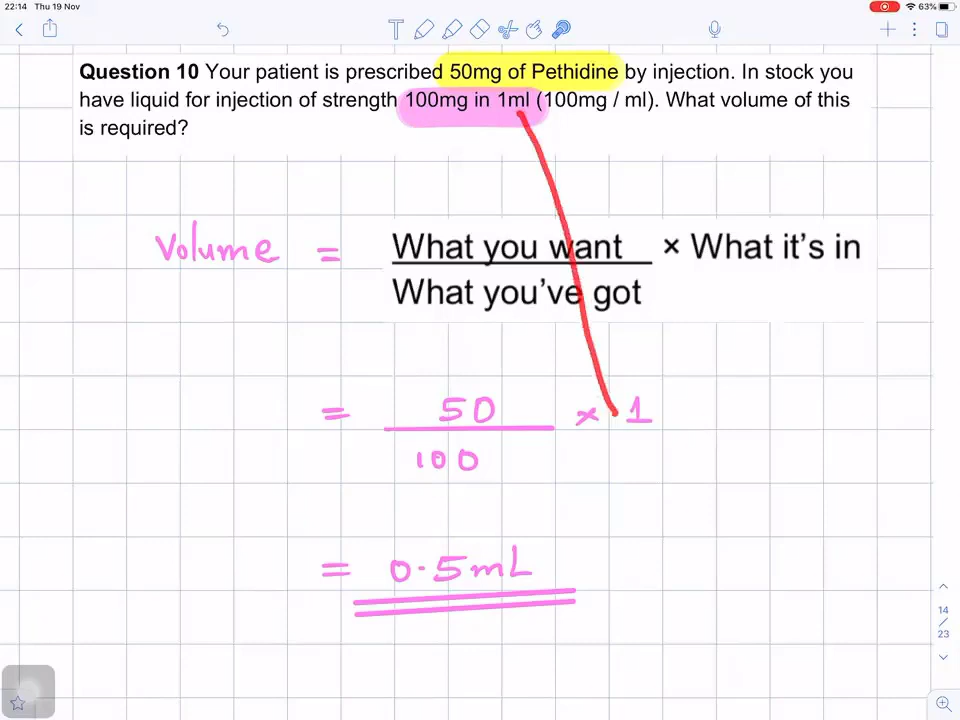 22:14 Thu 19 Nov 63%
Question 10 Your patient is prescribed 50mg of Pethidine by injection. In stock you
have liquid for injection of strength 100mg in 1ml (100mg / ml). What volume of this
is required?
Volume = What you want × What it's in
What you've got
= 50 × 1
100
= 0.5mL
14
/
23